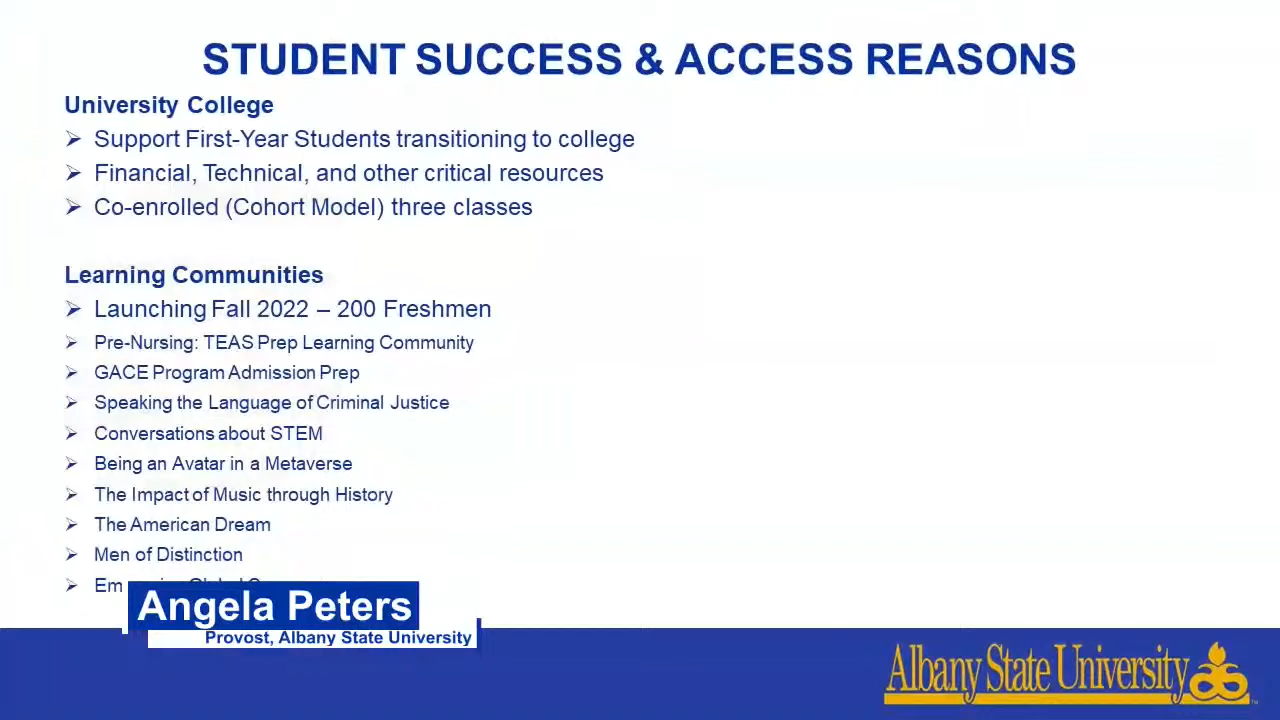 STUDENT SUCCESS & ACCESS REASONS
University College
➢ Support First-Year Students transitioning to college
➢ Financial, Technical, and other critical resources
➢ Co-enrolled (Cohort Model) three classes
Learning Communities
➢ Launching Fall 2022 – 200 Freshmen
➢ Pre-Nursing: TEAS Prep Learning Community
➢ GACE Program Admission Prep
➢ Speaking the Language of Criminal Justice
➢ Conversations about STEM
➢ Being an Avatar in a Metaverse
➢ The Impact of Music through History
➢ The American Dream
➢ Men of Distinction
Angela Peters
Provost, Albany State University
Albany State University